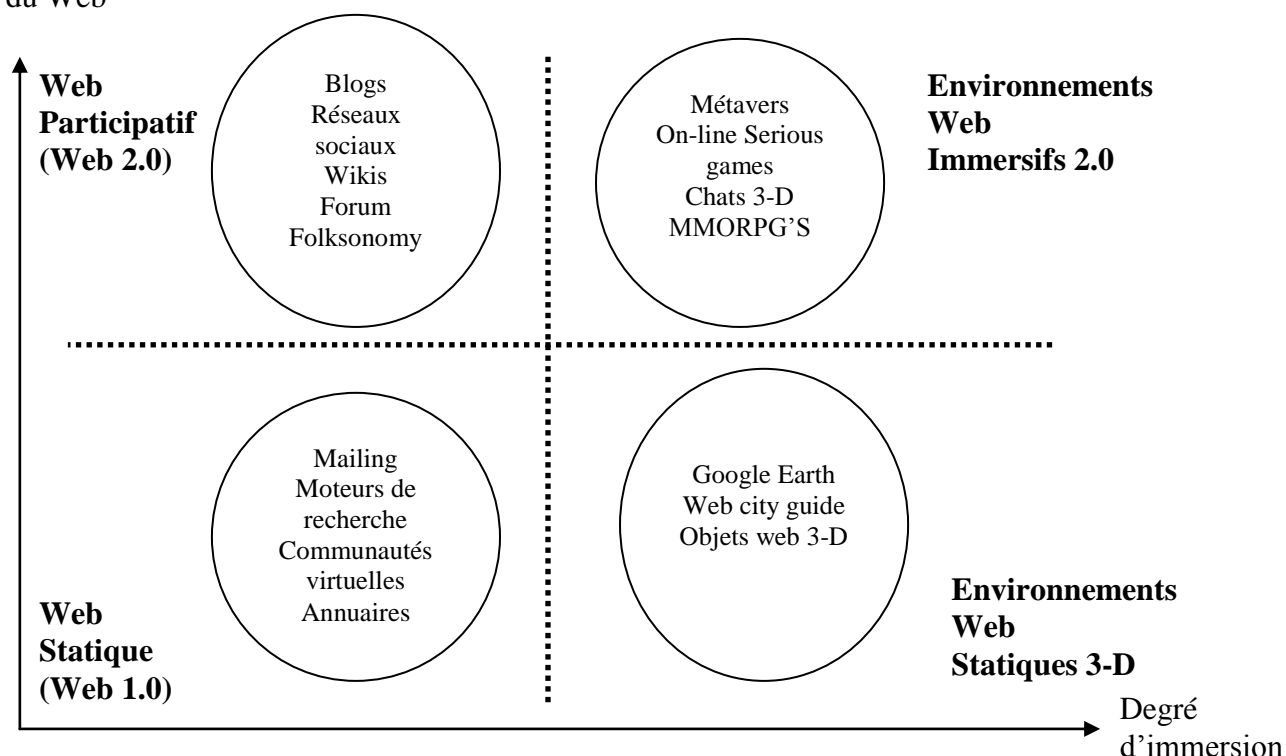 du Web
Web
Participatif
(Web 2.0)
Blogs
Réseaux
sociaux
Wikis
Forum
Folksonomy
Métavers
On-line Serious
games
Chats 3-D
MMORPG’S
Environnements
Web
Immersifs 2.0
Web
Statique
(Web 1.0)
Mailing
Moteurs de
recherche
Communautés
virtuelles
Annuaires
Google Earth
Web city guide
Objets web 3-D
Environnements
Web
Statiques 3-D
Degré
d’immersion